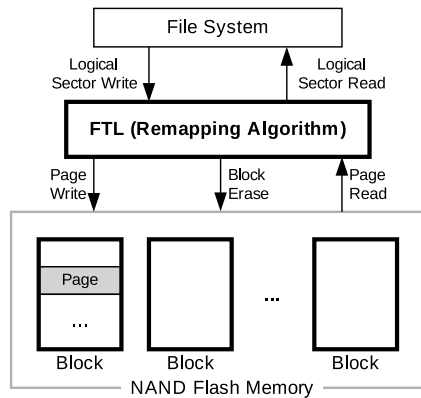 File System
Logical
Sector Write
Logical
Sector Read
FTL (Remapping Algorithm)
Page
Write
Block
Erase
Page
Read
Page
...
...
Block
Block
Block
NAND Flash Memory